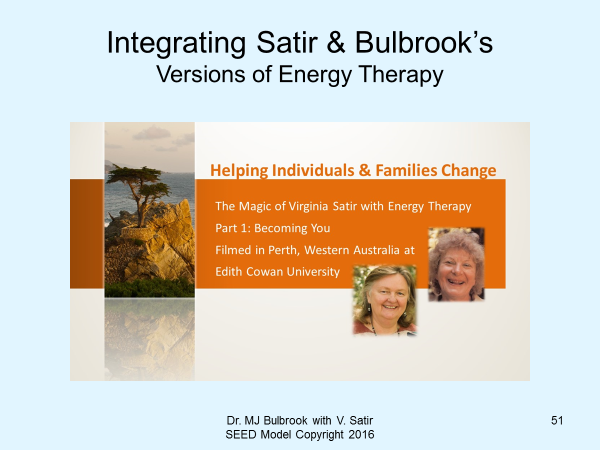 Integrating Satir & Bulbrook’s
Versions of Energy Therapy
Helping Individuals & Families Change
The Magic of Virginia Satir with Energy Therapy
Part 1: Becoming You
Filmed in Perth, Western Australia at
Edith Cowan University
Dr. MJ Bulbrook with V. Satir
SEED Model Copyright 2016
51